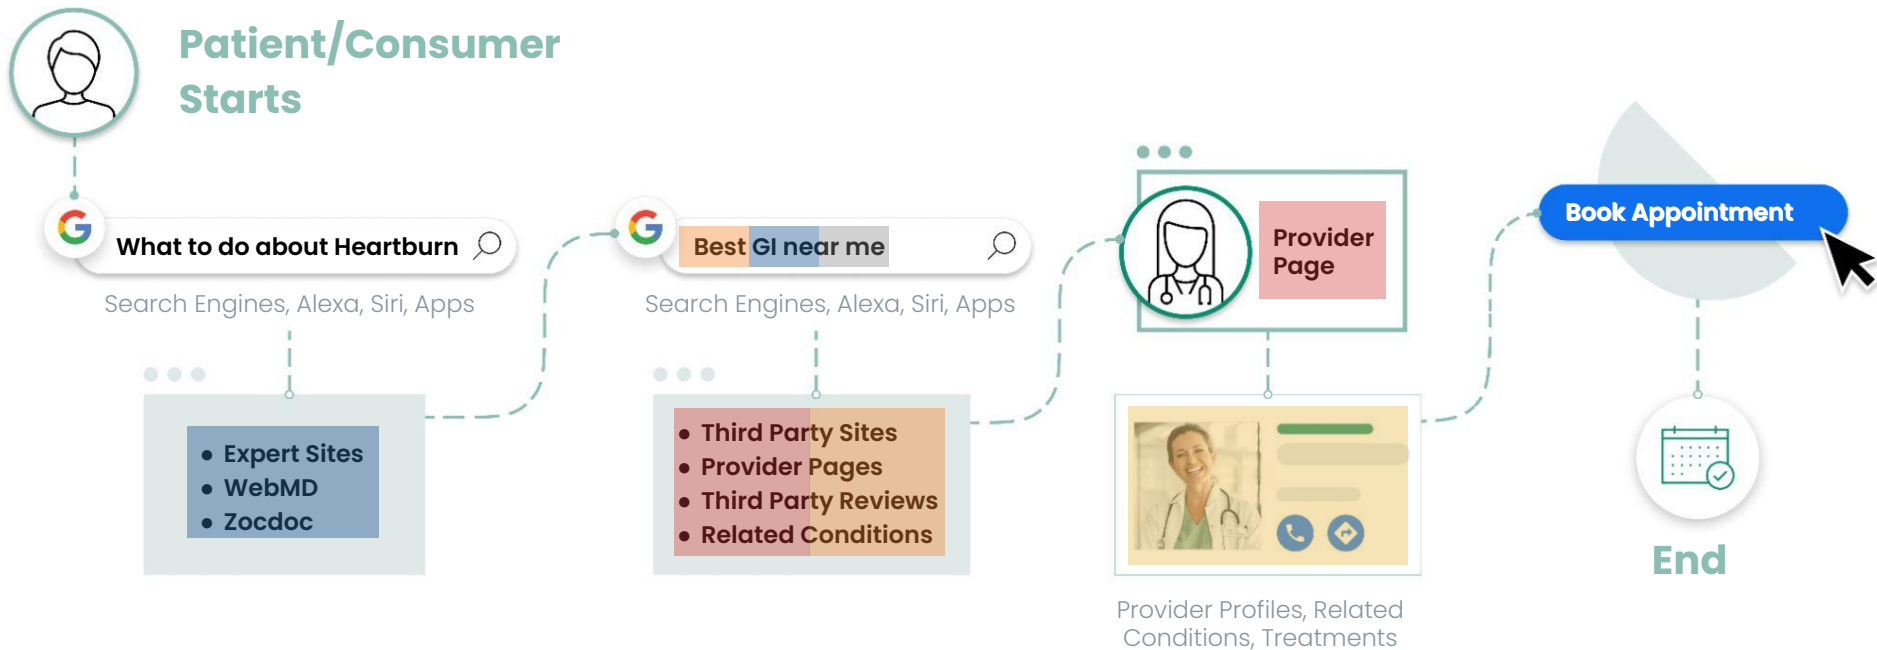 Patient/Consumer
Starts
What to do about Heartburn
Search Engines, Alexa, Siri, Apps
• Expert Sites
• WebMD
• Zocdoc
Best GI near me
Search Engines, Alexa, Siri, Apps
• Third Party Sites
• Provider Pages
• Third Party Reviews
• Related Conditions
Provider
Page
Provider Profiles, Related
Conditions, Treatments
Book Appointment
End